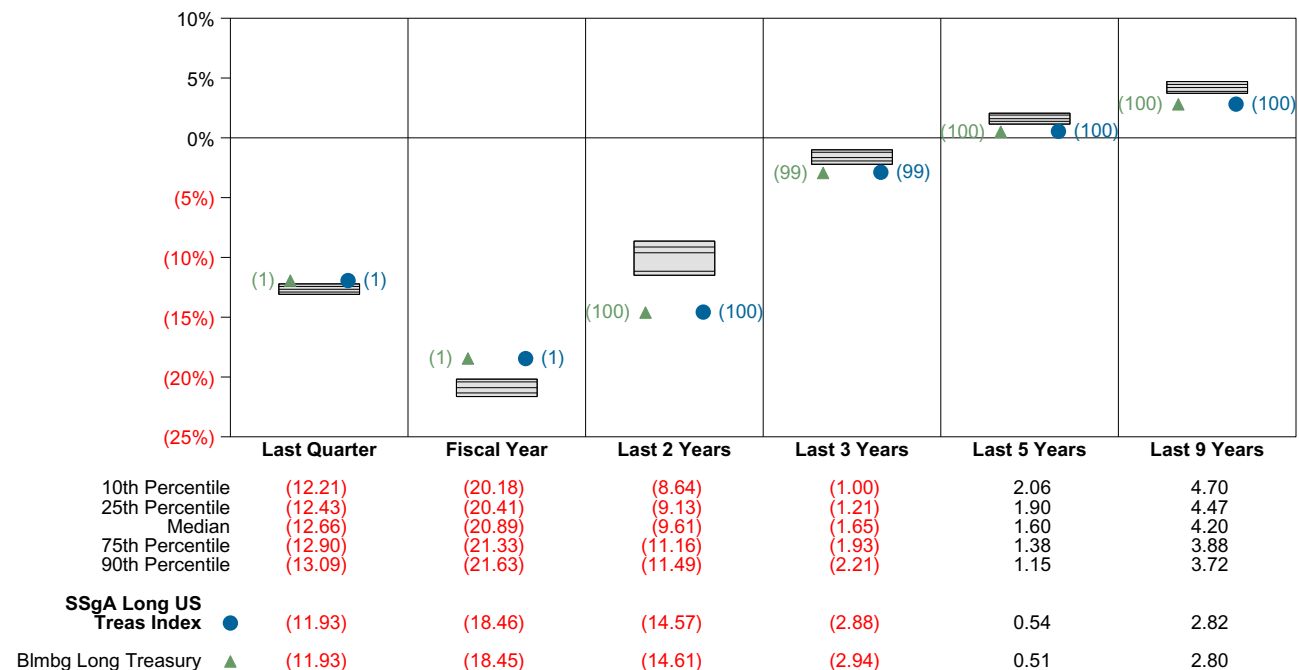 10%
5%
0%
(5%)
(10%)
(15%)
(20%)
(25%)
(1) (1)
(1) (1)
(100) (100)
(99) (99)
(100) (100)
(100) (100)
Last Quarter Fiscal Year Last 2 Years Last 3 Years Last 5 Years Last 9 Years
10th Percentile (12.21) (20.18) (8.64) (1.00) 2.06 4.70
25th Percentile (12.43) (20.41) (9.13) (1.21) 1.90 4.47
Median (12.66) (20.89) (9.61) (1.65) 1.60 4.20
75th Percentile (12.90) (21.33) (11.16) (1.93) 1.38 3.88
90th Percentile (13.09) (21.63) (11.49) (2.21) 1.15 3.72
SSgA Long US
Treas Index (11.93) (18.46) (14.57) (2.88) 0.54 2.82
Blmbg Long Treasury (11.93) (18.45) (14.61) (2.94) 0.51 2.80